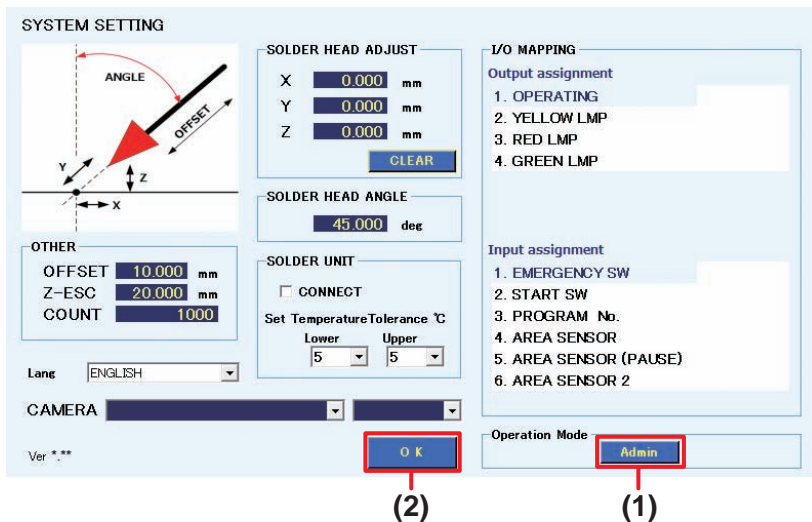 SYSTEM SETTING
ANGLE
OFFSET
Y
Z
X
SOLDER HEAD ADJUST
X 0.000 mm
Y 0.000 mm
Z 0.000 mm
CLEAR
SOLDER HEAD ANGLE
45.000 deg
OTHER
OFFSET 10.000 mm
Z-ESC 20.000 mm
COUNT 1000
SOLDER UNIT
CONNECT
Set TemperatureTolerance ℃
Lower Upper
5 5
Lang ENGLISH
CAMERA
Ver *.**
O K
I/O MAPPING
Output assignment
1. OPERATING
2. YELLOW LMP
3. RED LMP
4. GREEN LMP
Input assignment
1. EMERGENCY SW
2. START SW
3. PROGRAM No.
4. AREA SENSOR
5. AREA SENSOR (PAUSE)
6. AREA SENSOR 2
Operation Mode
Admin
(2) (1)